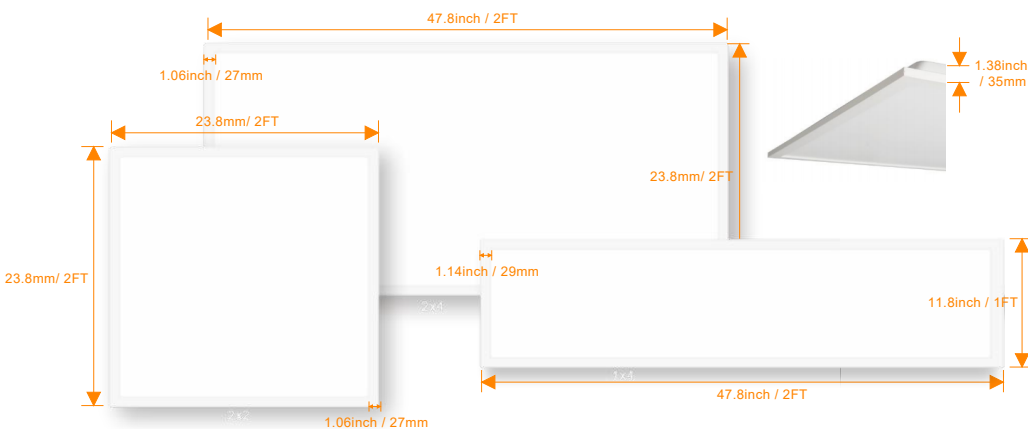 47.8inch / 2FT
1.06inch / 27mm
1.38inch
/ 35mm
23.8mm/ 2FT
23.8mm/ 2FT
23.8mm/ 2FT
1.14inch / 29mm
11.8inch / 1FT
2x4
1x4
47.8inch / 2FT
2x2
1.06inch / 27mm